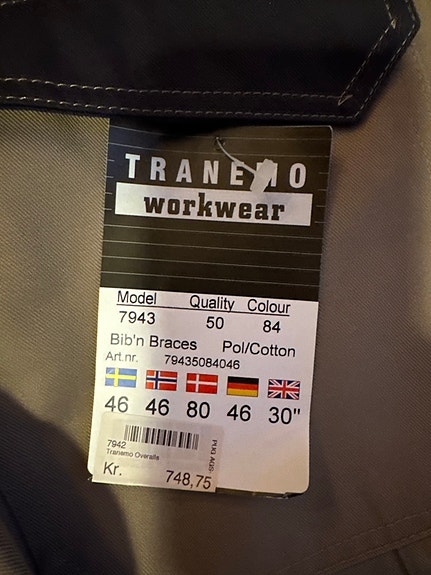 TRANEMO
workwear
Model Quality Colour
7943 50 84
Bib'n Braces Pol/Cotton
Art.nr. 79435084046
46 46 80 46 30"
7942
Tranemo Overalls
Kr. 748,75